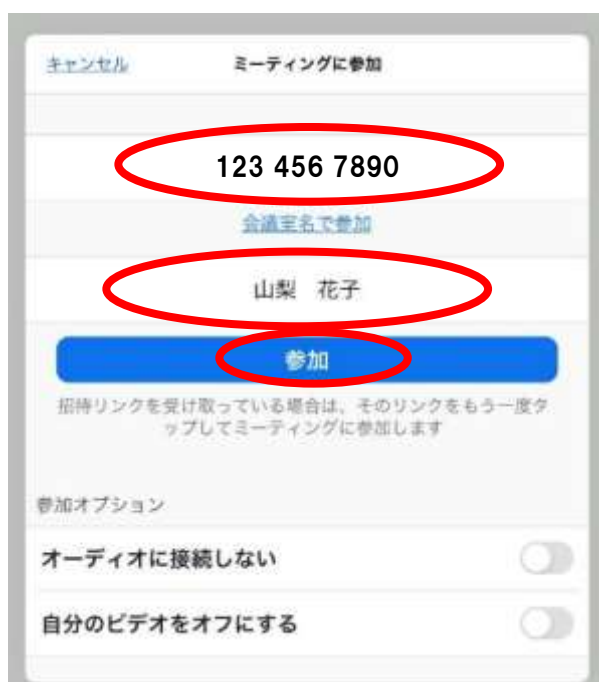 キャンセル ミーティングに参加
123 456 7890
会議室名で参加
山梨 花子
参加
招待リンクを受け取っている場合は、そのリンクをもう一度タ
ップしてミーティングに参加します
参加オプション
オーディオに接続しない
自分のビデオをオフにする